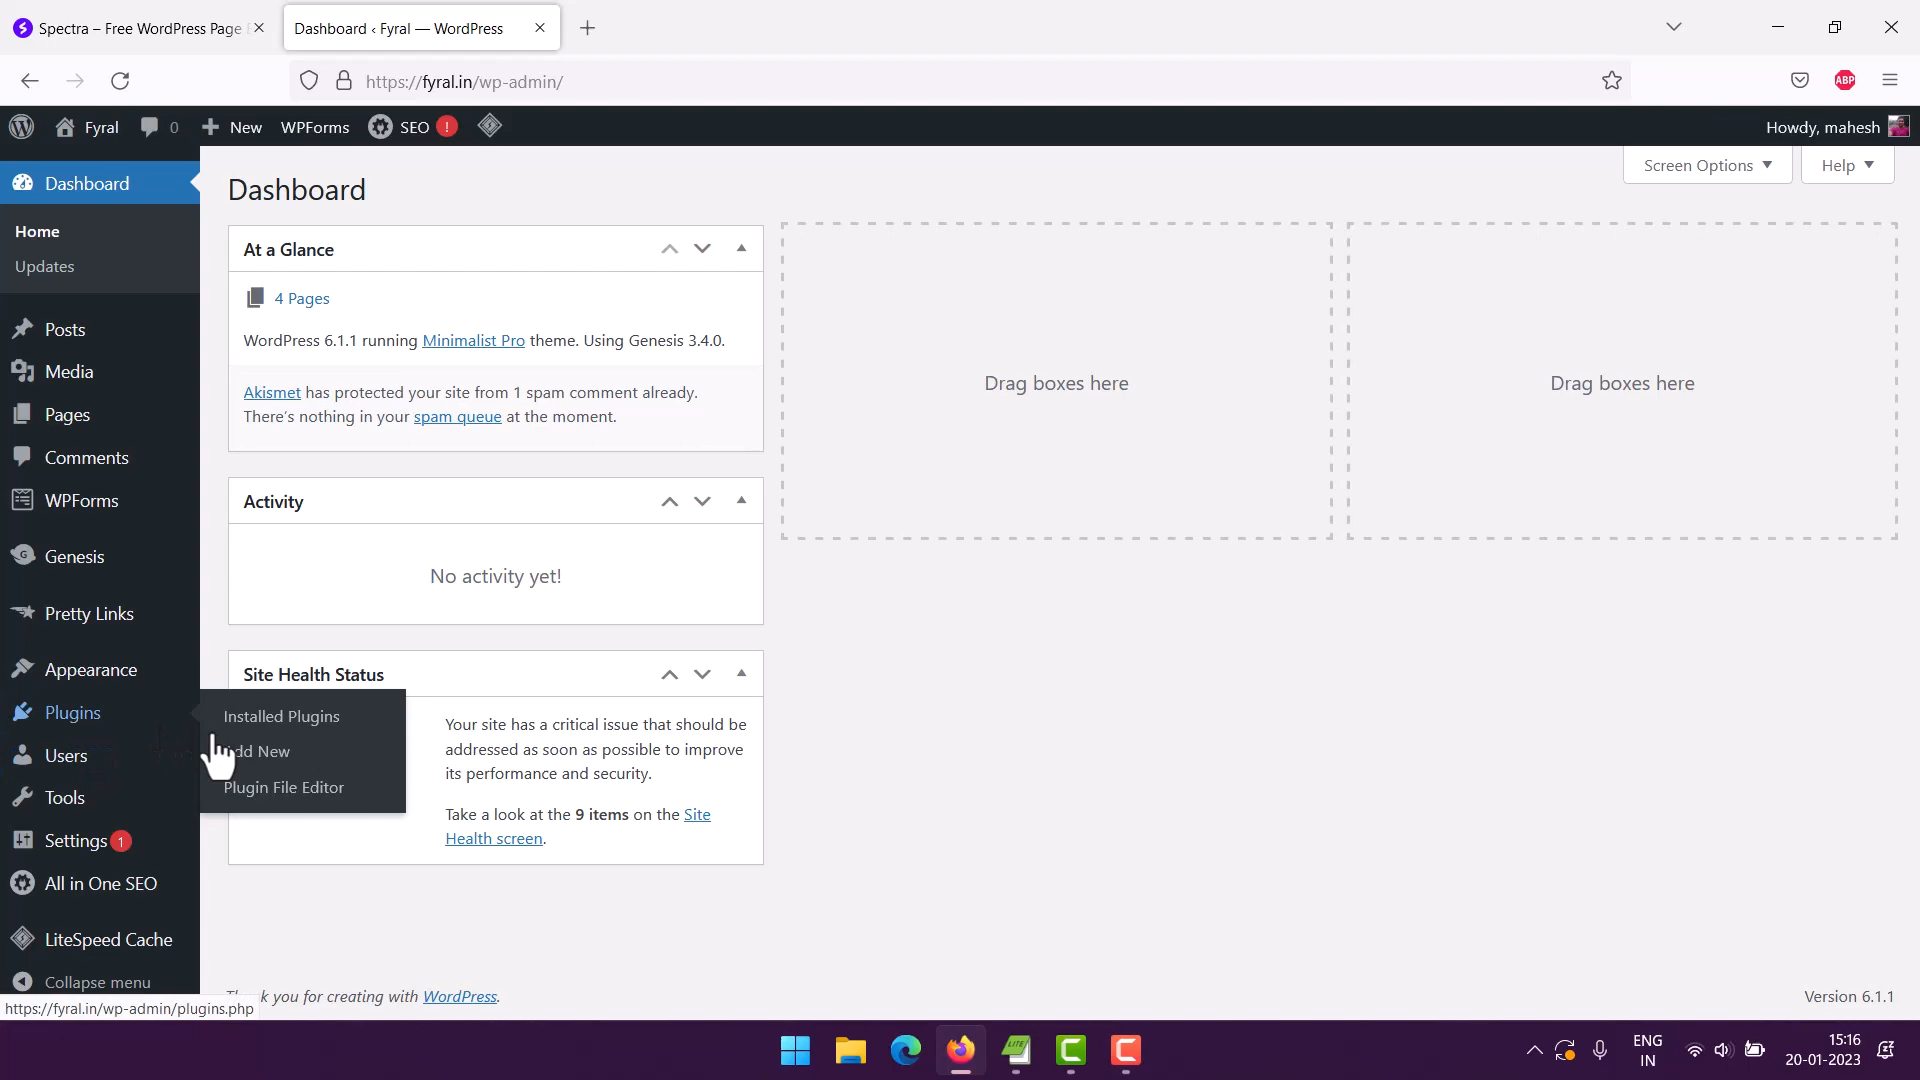 Spectra – Free WordPress Page
Dashboard ‹ Fyral — WordPress
https://fyral.in/wp-admin/
ABP
Fyral
0
New
WPForms
SEO
!
Howdy, mahesh
Dashboard
Home
Updates
Posts
Media
Pages
Comments
WPForms
Genesis
Pretty Links
Appearance
Plugins
Users
Tools
Settings 1
All in One SEO
LiteSpeed Cache
Collapse menu
Installed Plugins
Add New
Plugin File Editor
Screen Options
Help
Dashboard
At a Glance
4 Pages
WordPress 6.1.1 running Minimalist Pro theme. Using Genesis 3.4.0.
Akismet has protected your site from 1 spam comment already.
There's nothing in your spam queue at the moment.
Activity
No activity yet!
Site Health Status
Your site has a critical issue that should be
addressed as soon as possible to improve
its performance and security.
Take a look at the 9 items on the Site
Health screen.
Drag boxes here
Drag boxes here
Thank you for creating with WordPress.
Version 6.1.1
https://fyral.in/wp-admin/plugins.php
LITE
ENG
IN
15:16
20-01-2023